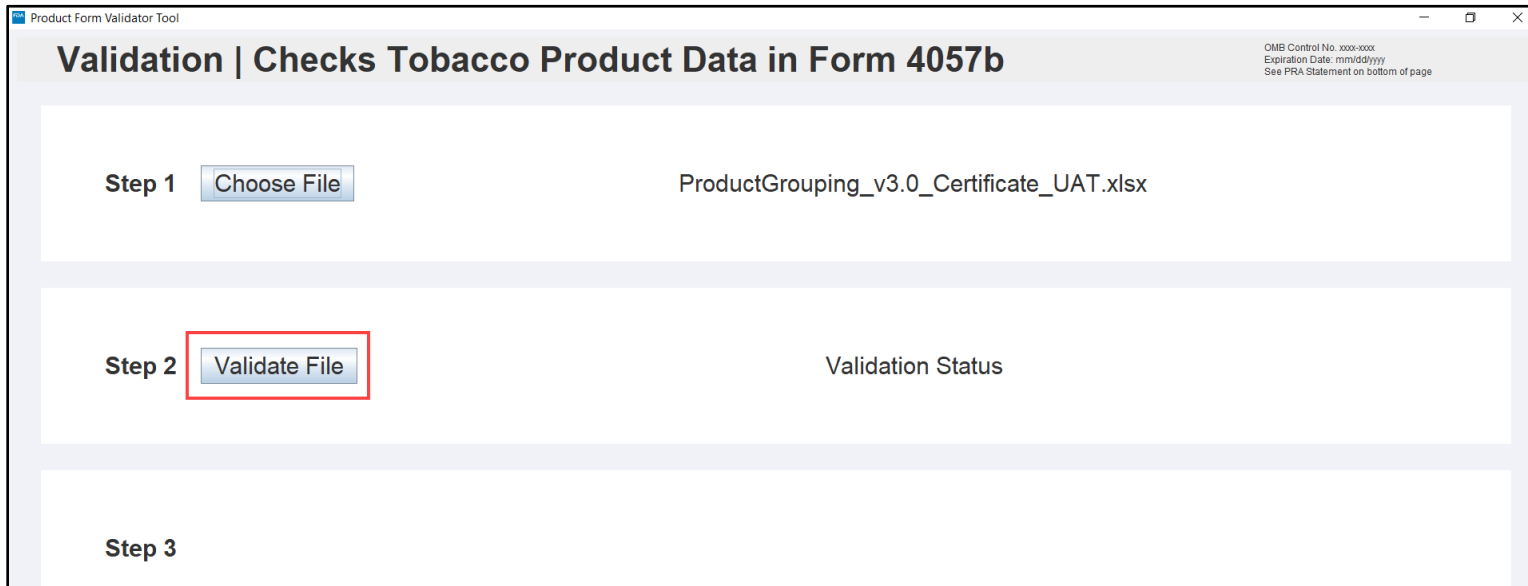 FDA Product Form Validator Tool
Validation | Checks Tobacco Product Data in Form 4057b
OMB Control No. xxxx-xxxx
Expiration Date: mm/dd/yyyy
See PRA Statement on bottom of page
Step 1 Choose File ProductGrouping_v3.0_Certificate_UAT.xlsx
Step 2 Validate File Validation Status
Step 3